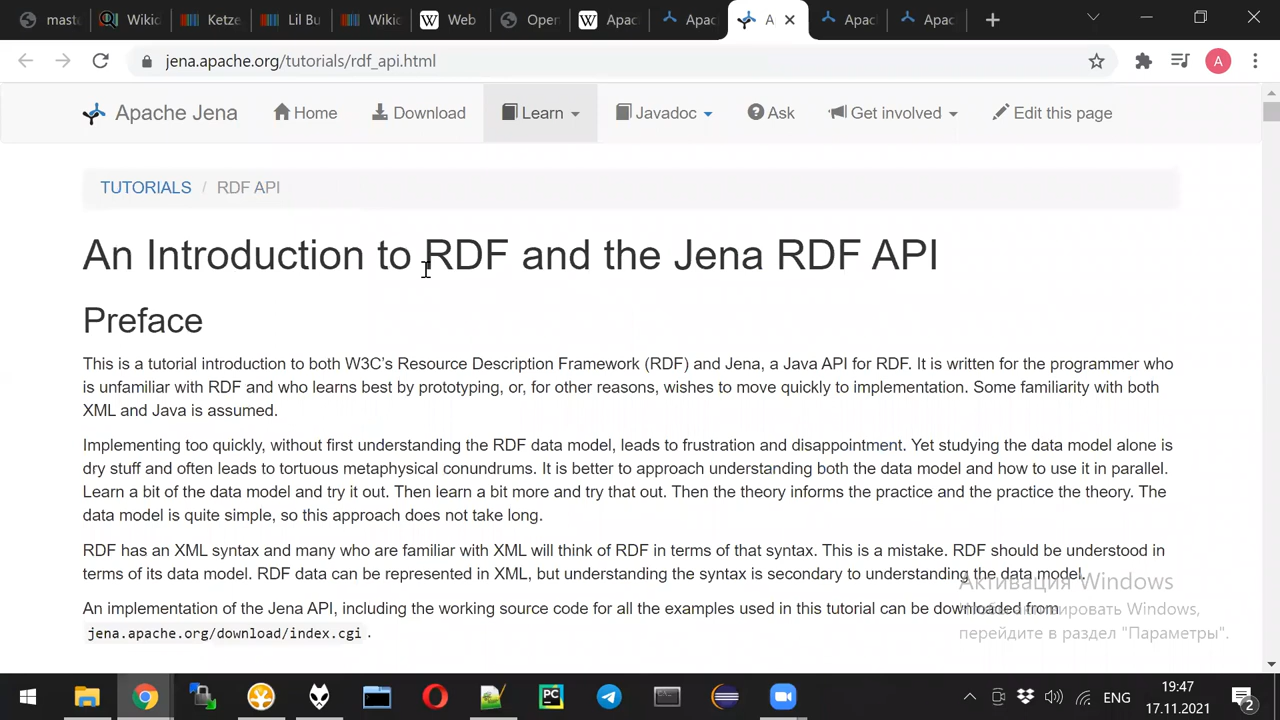 mast
Wikid
Ketze
Lil Bu
Wikid
Web
Open
Apac
Apac
A
Apac
Apac
jena.apache.org/tutorials/rdf_api.html
A
Apache Jena
Home
Download
Learn
Javadoc
Ask
Get involved
Edit this page
TUTORIALS / RDF API
An Introduction to RDF and the Jena RDF API
Preface
This is a tutorial introduction to both W3C's Resource Description Framework (RDF) and Jena, a Java API for RDF. It is written for the programmer who
is unfamiliar with RDF and who learns best by prototyping, or, for other reasons, wishes to move quickly to implementation. Some familiarity with both
XML and Java is assumed.
Implementing too quickly, without first understanding the RDF data model, leads to frustration and disappointment. Yet studying the data model alone is
dry stuff and often leads to tortuous metaphysical conundrums. It is better to approach understanding both the data model and how to use it in parallel.
Learn a bit of the data model and try it out. Then learn a bit more and try that out. Then the theory informs the practice and the practice the theory. The
data model is quite simple, so this approach does not take long.
RDF has an XML syntax and many who are familiar with XML will think of RDF in terms of that syntax. This is a mistake. RDF should be understood in
terms of its data model. RDF data can be represented in XML, but understanding the syntax is secondary to understanding the data model.
An implementation of the Jena API, including the working source code for all the examples used in this tutorial can be downloaded from
jena.apache.org/download/index.cgi .
Активация Windows
Чтобы активировать Windows,
перейдите в раздел "Параметры".
PC
ENG
19:47
17.11.2021
2